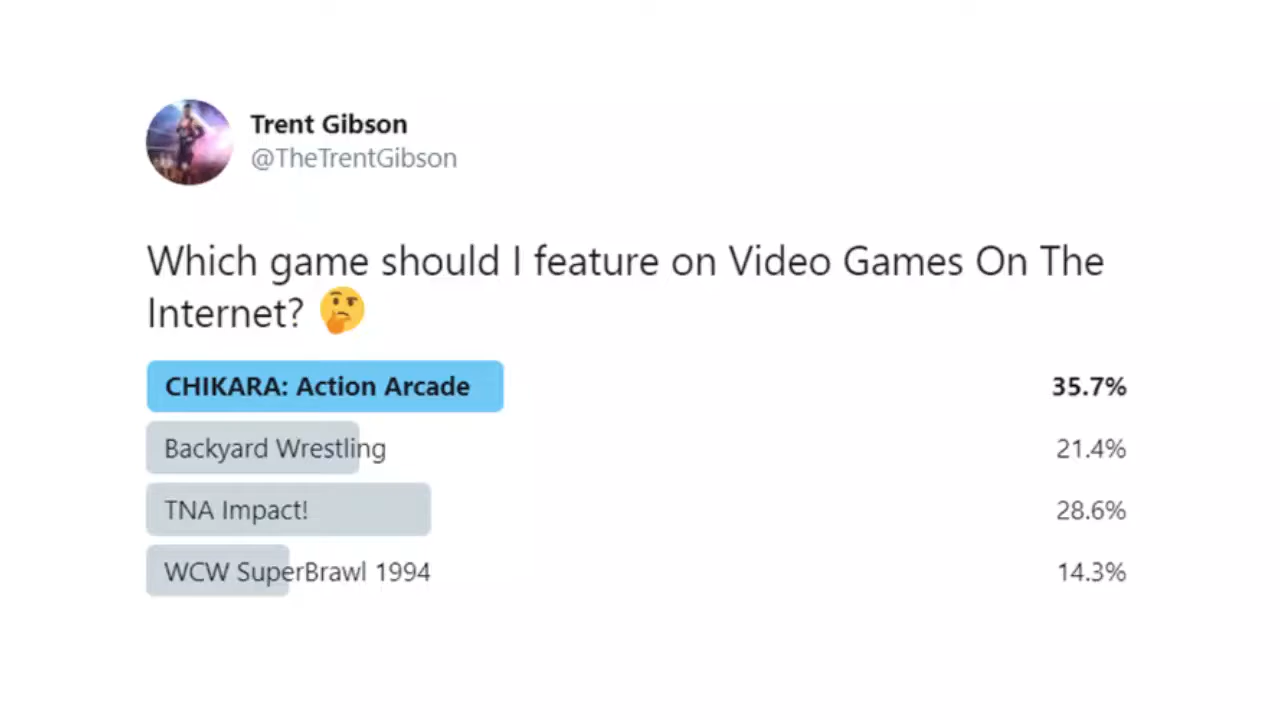 Trent Gibson
@TheTrentGibson
Which game should I feature on Video Games On The
Internet? 🤔
CHIKARA: Action Arcade 35.7%
Backyard Wrestling 21.4%
TNA Impact! 28.6%
WCW SuperBrawl 1994 14.3%